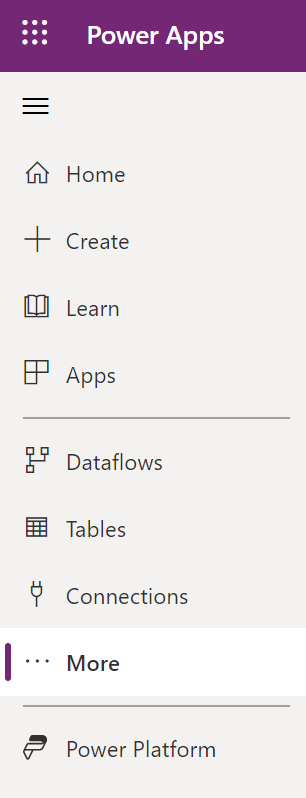 Power Apps
Home
Create
Learn
Apps
Dataflows
Tables
Connections
More
Power Platform